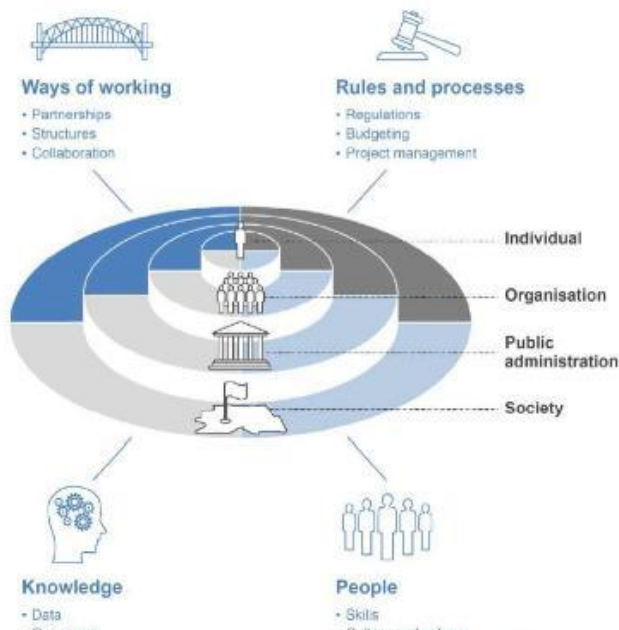 Ways of working
• Partnerships
• Structures
• Collaboration
Rules and processes
• Regulations
• Budgeting
• Project management
Individual
Organisation
Public
administration
Society
Knowledge
• Data
People
• Skills